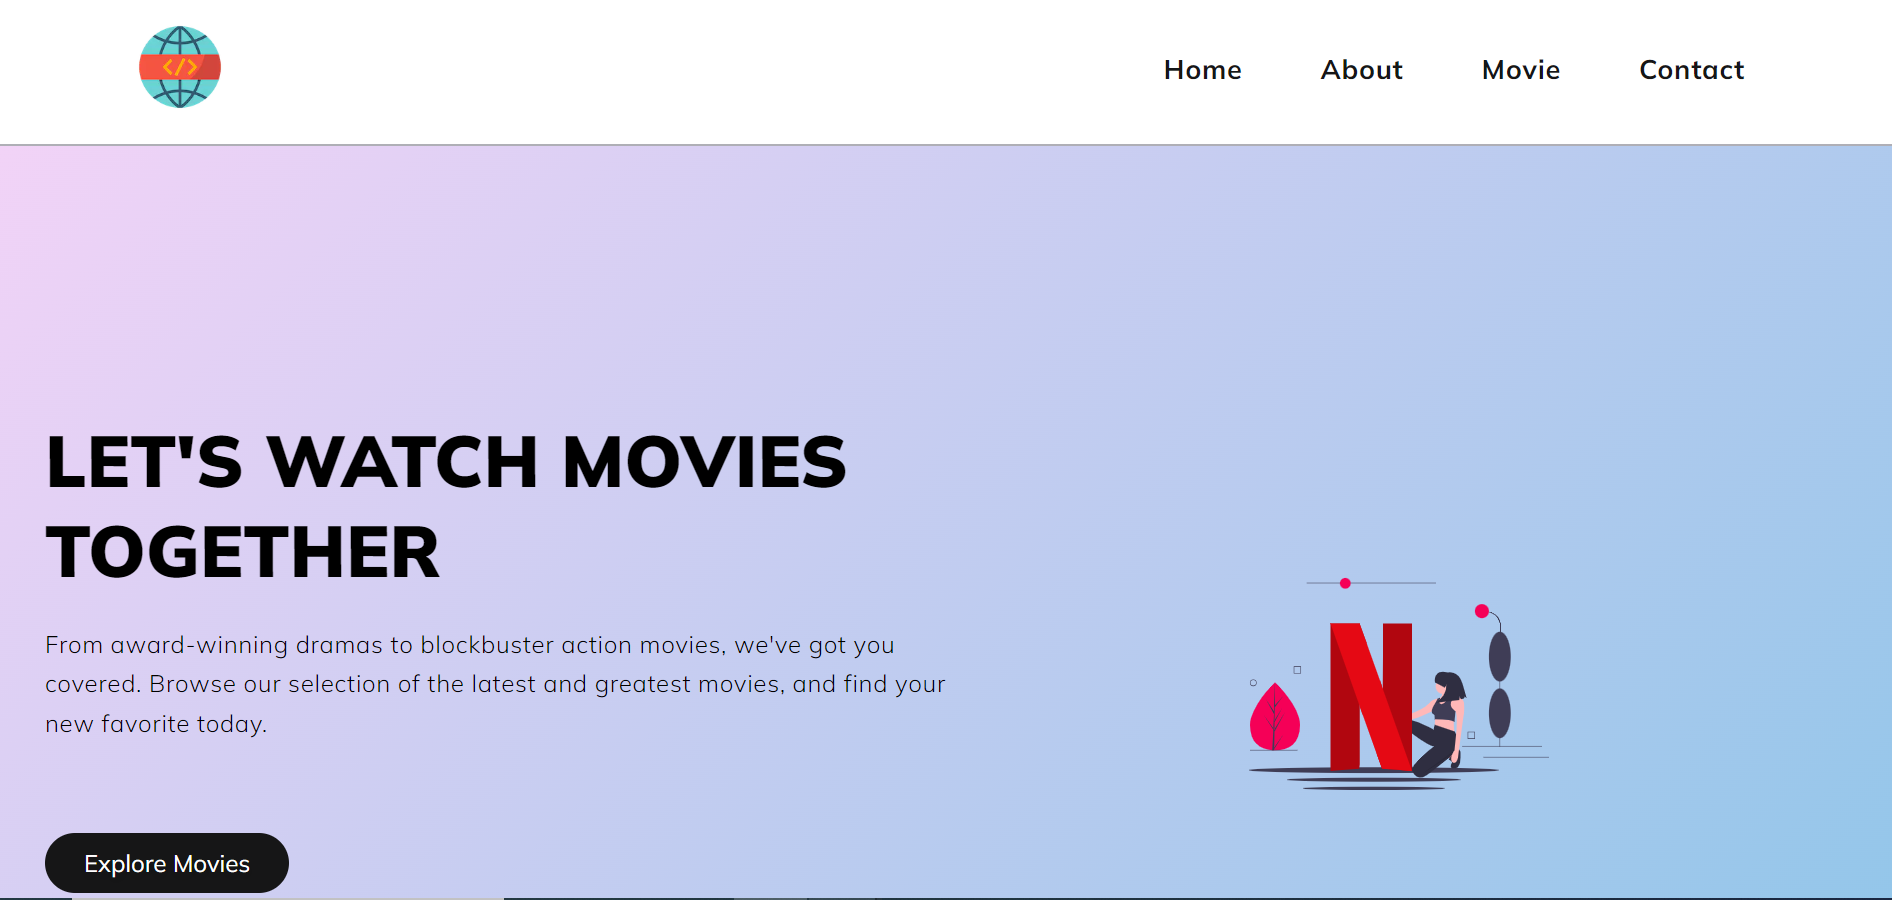 </>
Home About Movie Contact
LET'S WATCH MOVIES
TOGETHER
From award-winning dramas to blockbuster action movies, we've got you
covered. Browse our selection of the latest and greatest movies, and find your
new favorite today.
N
Explore Movies